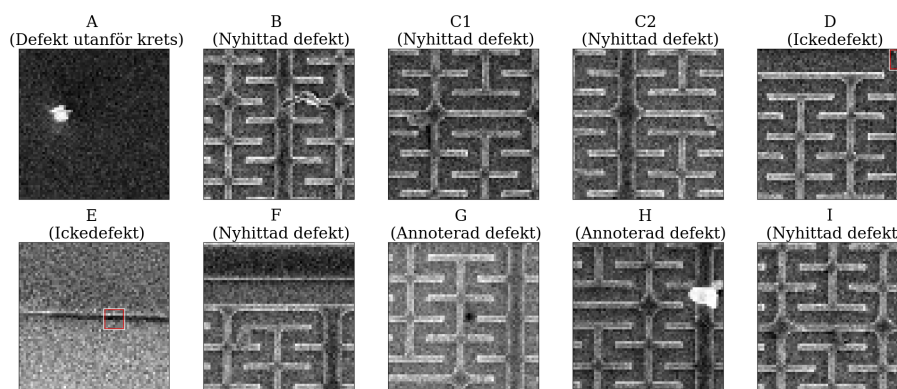 A
(Defekt utanför krets)
B
(Nyhittad defekt)
C1
(Nyhittad defekt)
C2
(Nyhittad defekt)
D
(Ickedefekt)
E
(Ickedefekt)
F
(Nyhittad defekt)
G
(Annoterad defekt)
H
(Annoterad defekt)
I
(Nyhittad defekt